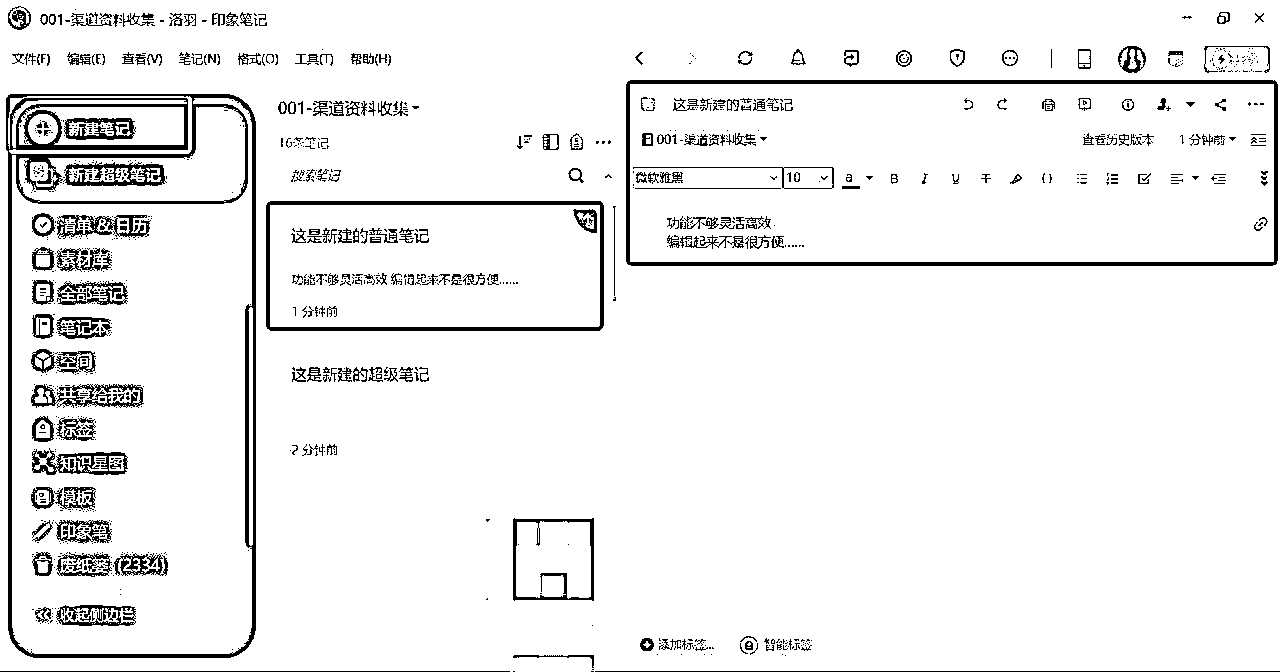 001-渠道资料收集 - 洛羽 - 印象笔记
文件(F) 编辑(E) 查看(V) 笔记(N) 格式(O) 工具(T) 帮助(H)
新建笔记
新建超级笔记
清单 & 日历
素材库
全部笔记
笔记本
空间
共享给我的
标签
知识星图
模板
印象笔
废纸篓 (2334)
收起侧边栏
001-渠道资料收集
16条笔记
搜索笔记
这是新建的普通笔记
功能不够灵活高效 编辑起来不是很方便......
1 分钟前
这是新建的超级笔记
2 分钟前
这是新建的普通笔记
001-渠道资料收集 查看历史版本 1 分钟前
微软雅黑 10 a B I U T
功能不够灵活高效
编辑起来不是很方便......
添加标签... 智能标签